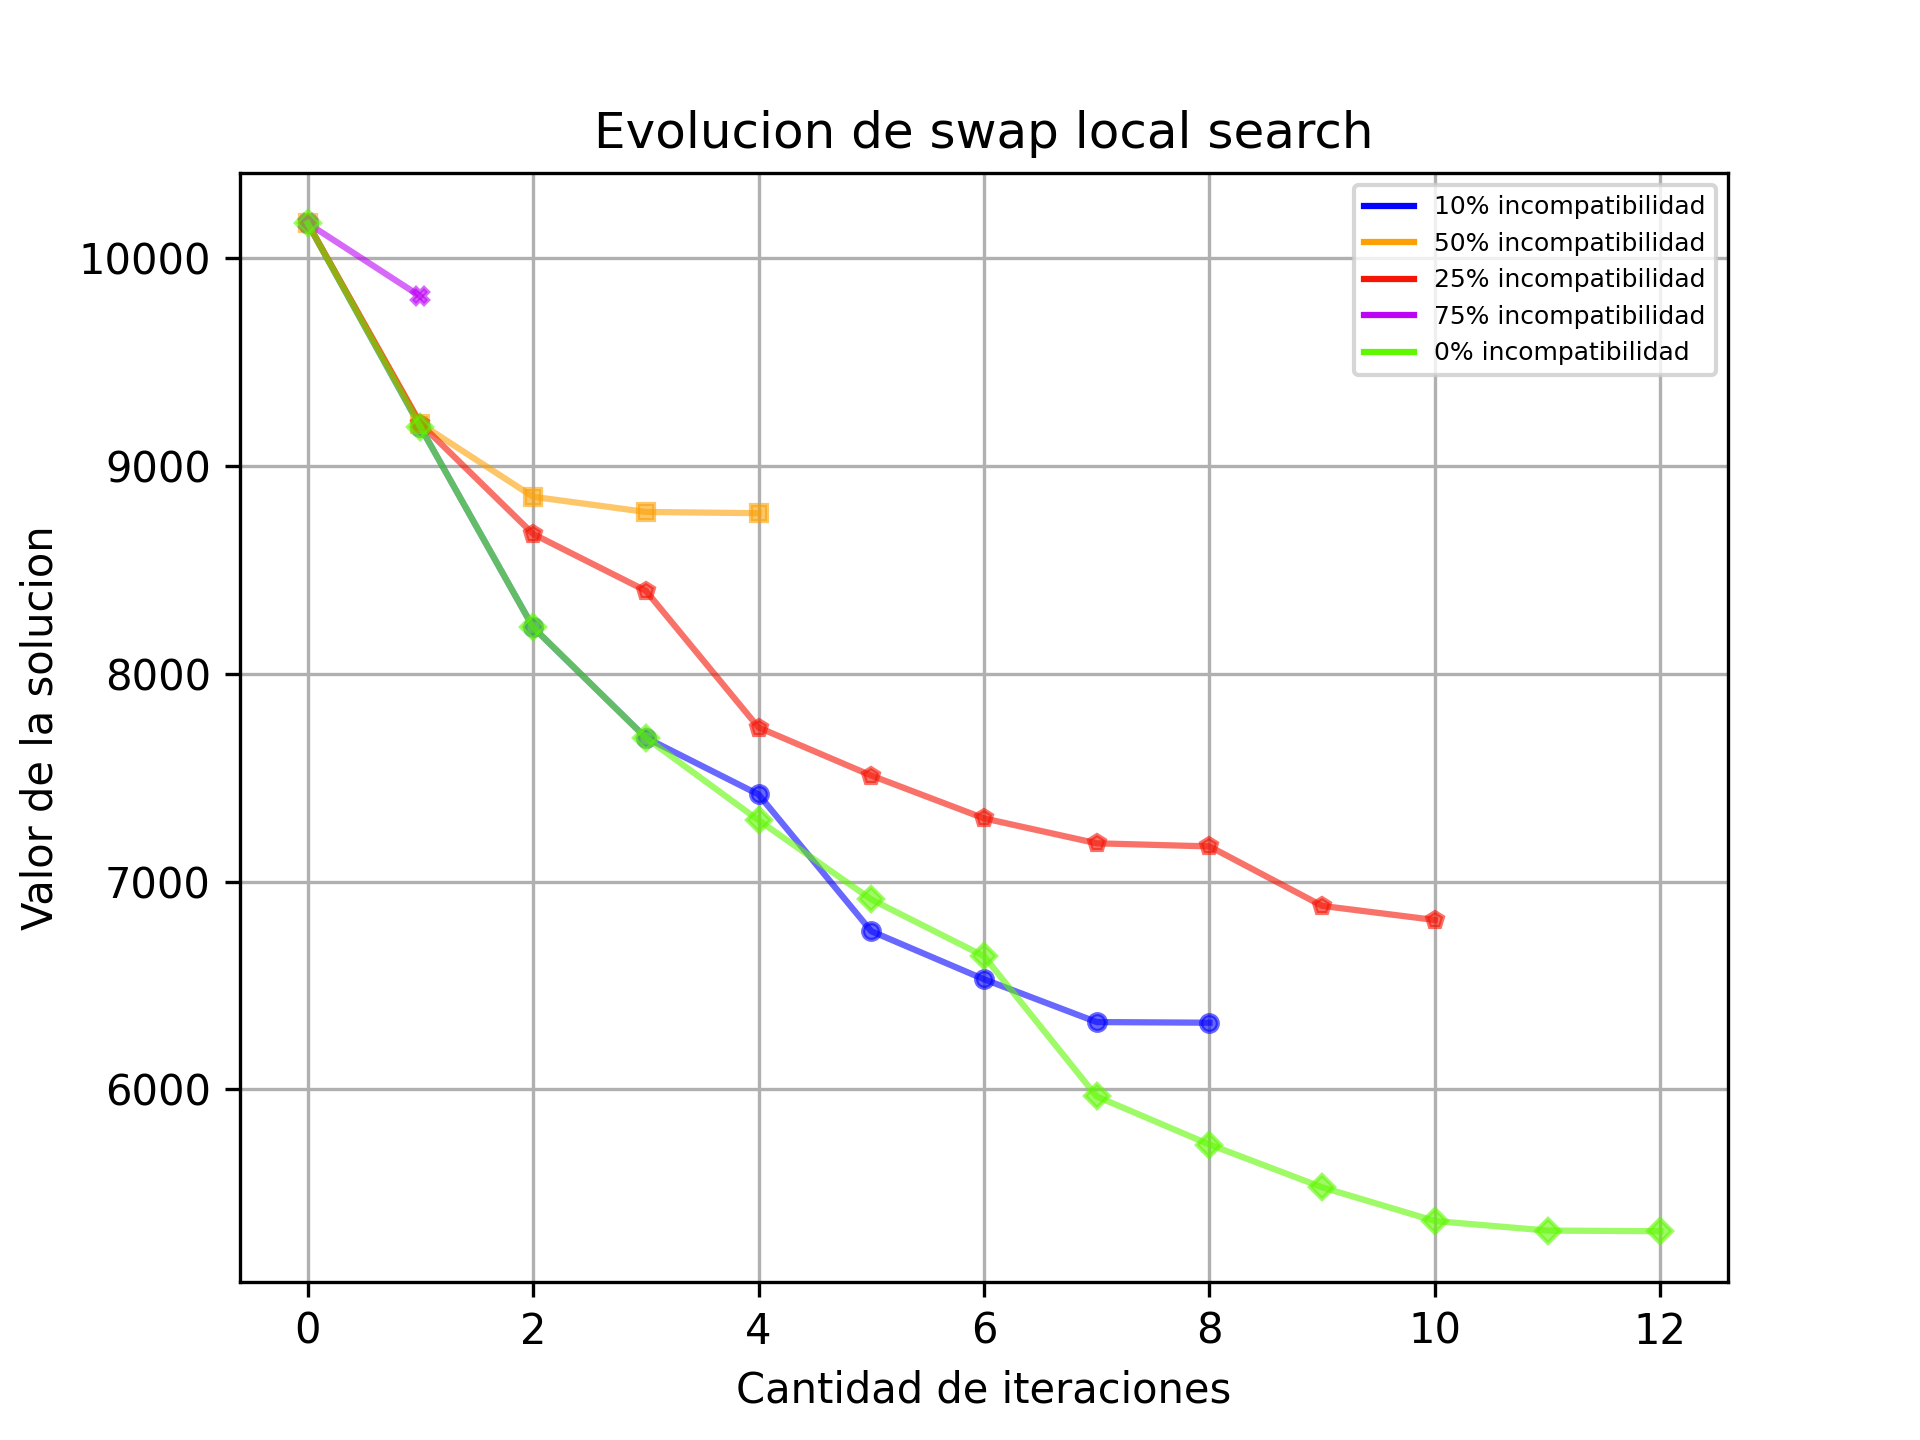 Evolucion de swap local search
10% incompatibilidad
50% incompatibilidad
25% incompatibilidad
75% incompatibilidad
0% incompatibilidad
Valor de la solucion
10000
9000
8000
7000
6000
0 2 4 6 8 10 12
Cantidad de iteraciones